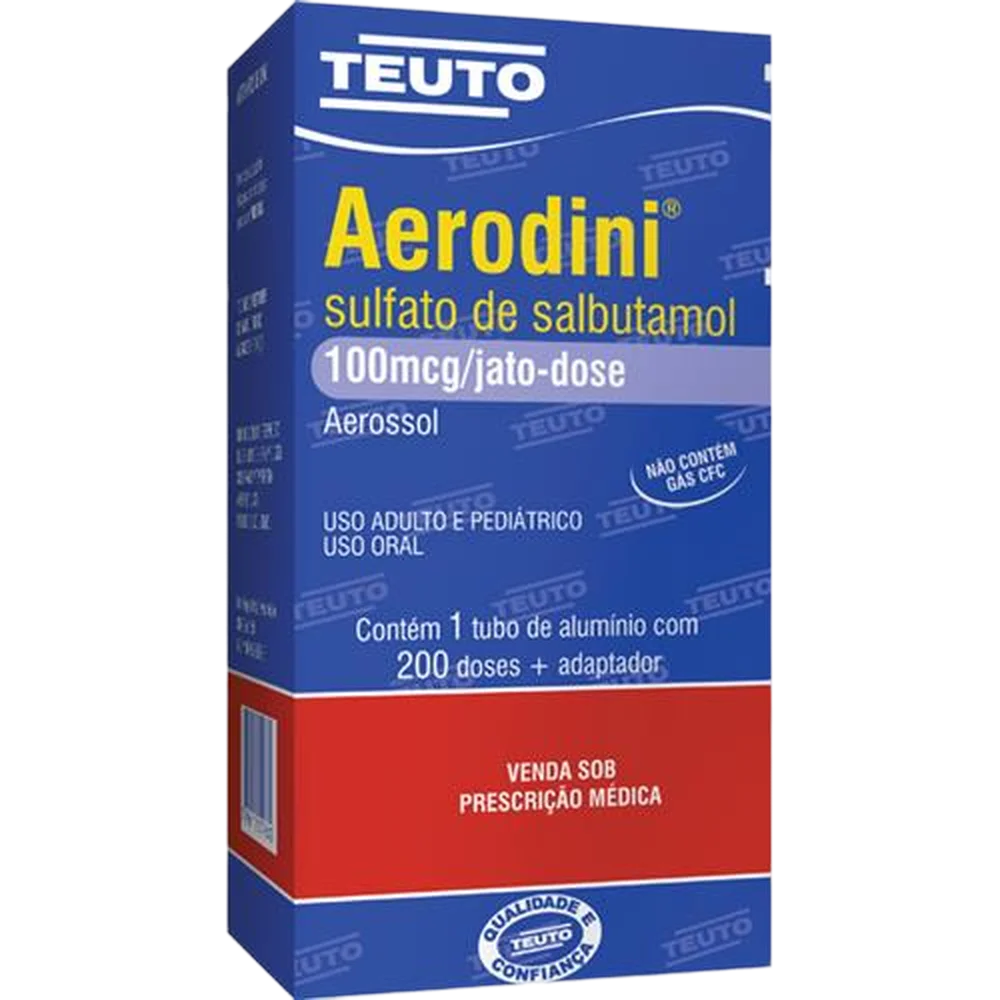 TEUTO
Aerodini®
sulfato de salbutamol
100mcg/jato-dose
Aerossol
NÃO CONTÉM
GÁS CFC
USO ADULTO E PEDIÁTRICO
USO ORAL
Contém 1 tubo de alumínio com
200 doses + adaptador
VENDA SOB
PRESCRIÇÃO MÉDICA
QUALIDADE E
TEUTO
CONFIANÇA